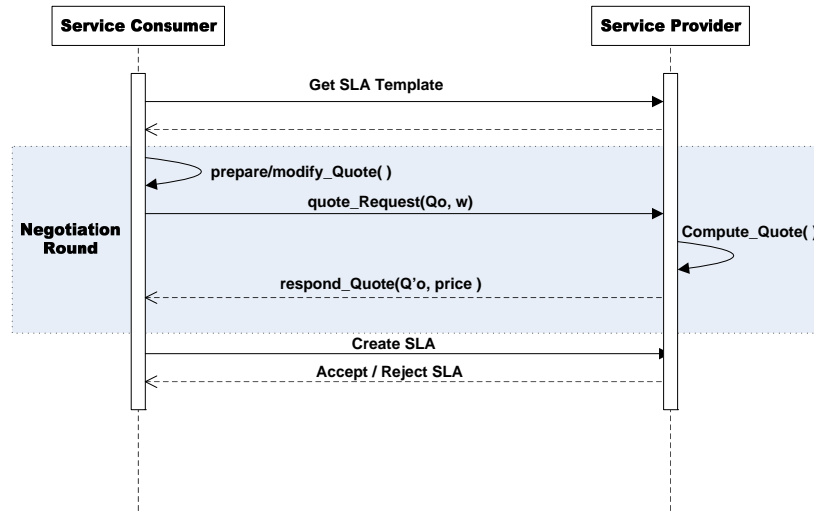 Service Consumer
Service Provider
Get SLA Template
prepare/modify_Quote( )
quote_Request(Qo, w)
Negotiation
Round
Compute_Quote( )
respond_Quote(Q'o, price )
Create SLA
Accept / Reject SLA